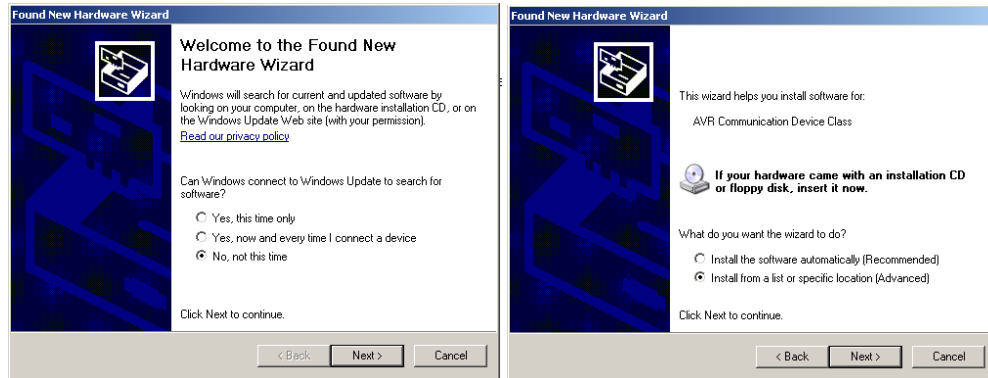 Found New Hardware Wizard
Welcome to the Found New
Hardware Wizard
Windows will search for current and updated software by
looking on your computer, on the hardware installation CD, or on
the Windows Update Web site (with your permission).
Read our privacy policy
Can Windows connect to Windows Update to search for
software?
Yes, this time only
Yes, now and every time I connect a device
No, not this time
Click Next to continue.
< Back
Next >
Cancel
Found New Hardware Wizard
This wizard helps you install software for:
AVR Communication Device Class
If your hardware came with an installation CD
or floppy disk, insert it now.
What do you want the wizard to do?
Install the software automatically (Recommended)
Install from a list or specific location (Advanced)
Click Next to continue.
< Back
Next >
Cancel